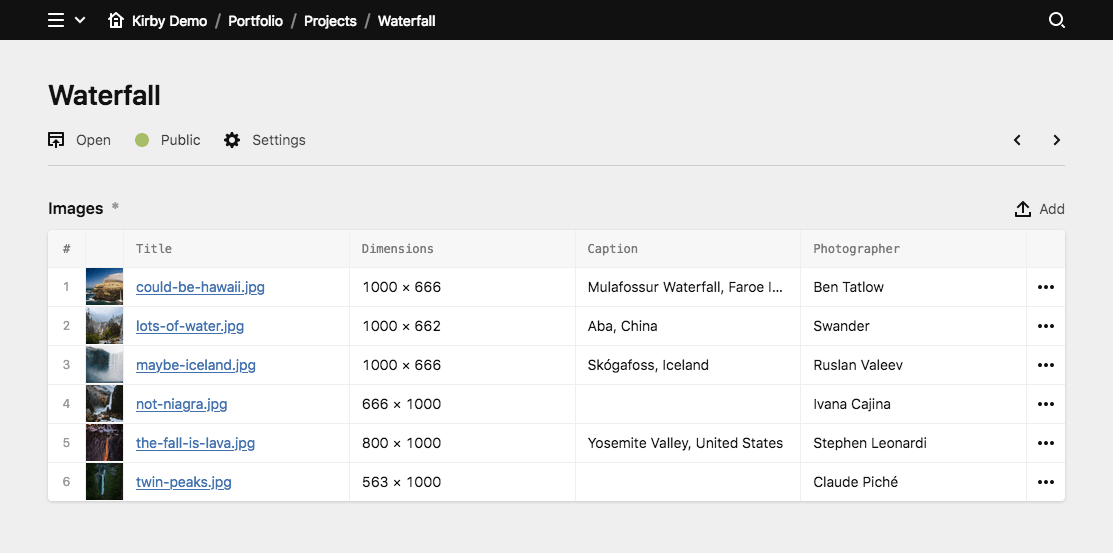 Kirby Demo / Portfolio / Projects / Waterfall
Waterfall
Open Public Settings
Images * Add
# Title Dimensions Caption Photographer
1 could-be-hawaii.jpg 1000 × 666 Mulafossur Waterfall, Faroe I... Ben Tatlow
2 lots-of-water.jpg 1000 × 662 Aba, China Swander
3 maybe-iceland.jpg 1000 × 666 Skógafoss, Iceland Ruslan Valeev
4 not-niagra.jpg 666 × 1000 Ivana Cajina
5 the-fall-is-lava.jpg 800 × 1000 Yosemite Valley, United States Stephen Leonardi
6 twin-peaks.jpg 563 × 1000 Claude Piché